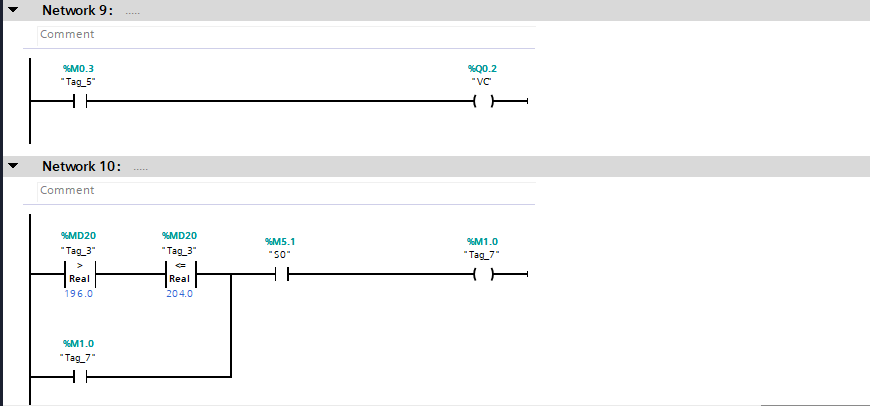 Network 9: .....
Comment
%M0.3 %Q0.2
"Tag_5" "VC"
Network 10: .....
Comment
%MD20 %MD20 %M5.1 %M1.0
"Tag_3" "Tag_3" "S0" "Tag_7"
> <=
Real Real
196.0 204.0
%M1.0
"Tag_7"